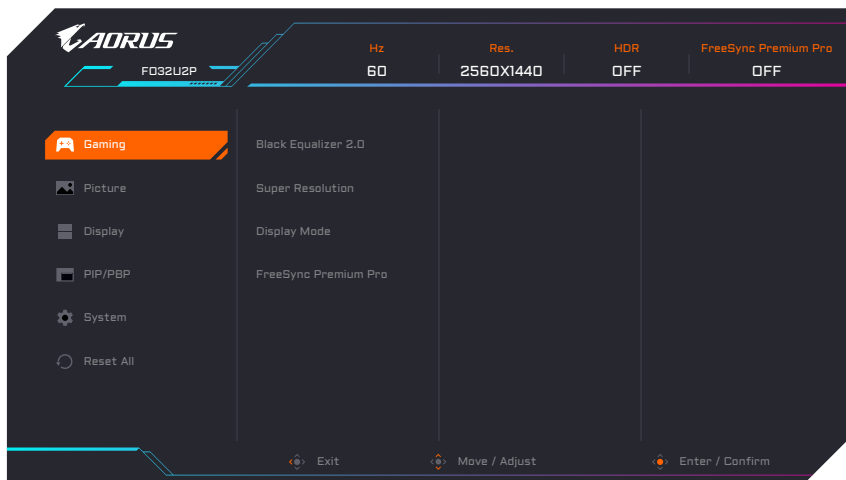 AORUS
FO32U2P
Hz Res. HDR FreeSync Premium Pro
60 2560X1440 OFF OFF
Gaming Black Equalizer 2.0
Picture Super Resolution
Display Display Mode
PIP/PBP FreeSync Premium Pro
System
Reset All
Exit Move / Adjust Enter / Confirm